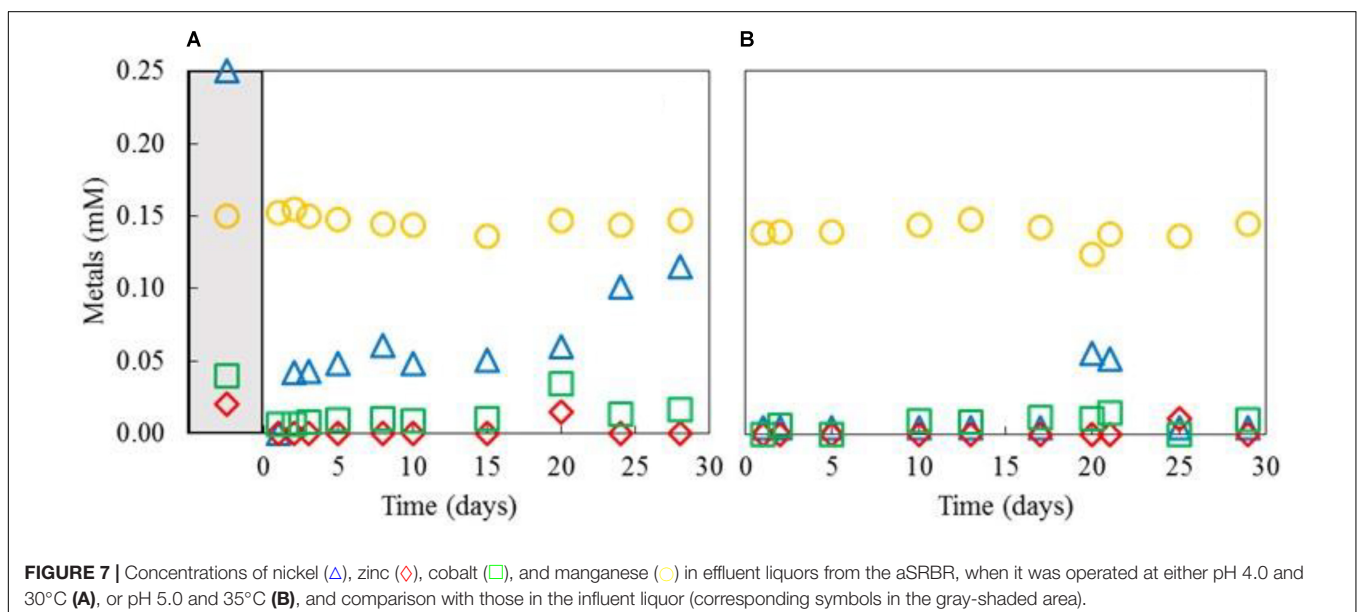 A
B
0.25
0.20
0.15
0.10
0.05
0.00
Metals (mM)
0 5 10 15 20 25 30
0 5 10 15 20 25 30
Time (days)
Time (days)
FIGURE 7 | Concentrations of nickel (△), zinc (◇), cobalt (□), and manganese (○) in effluent liquors from the aSRBR, when it was operated at either pH 4.0 and
30°C (A), or pH 5.0 and 35°C (B), and comparison with those in the influent liquor (corresponding symbols in the gray-shaded area).